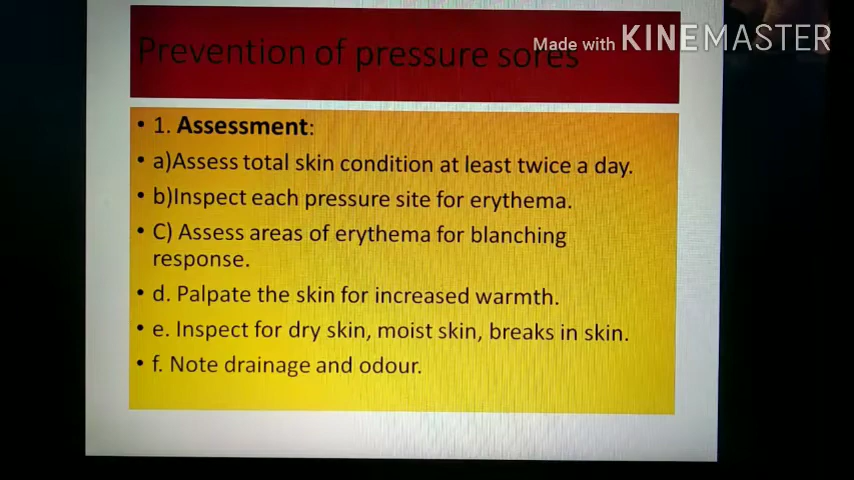 Prevention of pressure sores
Made with KINEMASTER
• 1. Assessment:
• a)Assess total skin condition at least twice a day.
• b)Inspect each pressure site for erythema.
• C) Assess areas of erythema for blanching
response.
• d. Palpate the skin for increased warmth.
• e. Inspect for dry skin, moist skin, breaks in skin.
• f. Note drainage and odour.